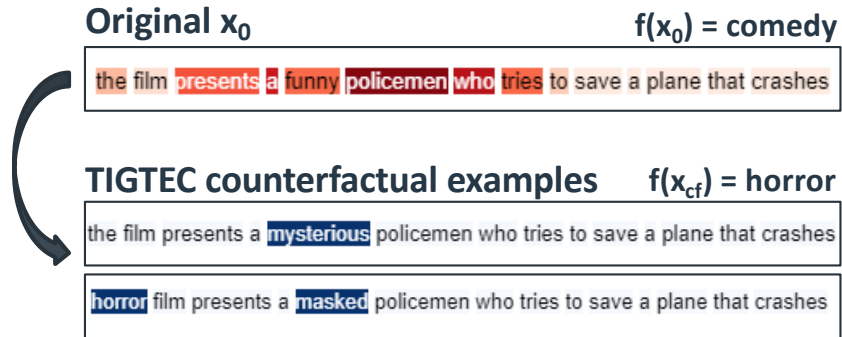 Original x₀ f(x₀) = comedy
the film presents a funny policemen who tries to save a plane that crashes
TIGTEC counterfactual examples f(x_cf) = horror
the film presents a mysterious policemen who tries to save a plane that crashes
horror film presents a masked policemen who tries to save a plane that crashes